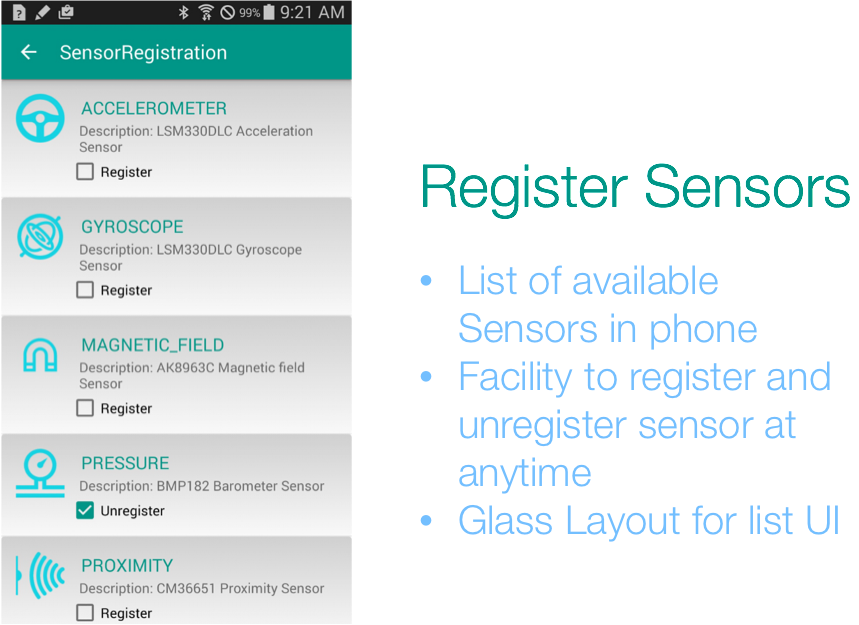 99% 9:21 AM
SensorRegistration
ACCELEROMETER
Description: LSM330DLC Acceleration
Sensor
Register
GYROSCOPE
Description: LSM330DLC Gyroscope
Sensor
Register
MAGNETIC_FIELD
Description: AK8963C Magnetic field
Sensor
Register
PRESSURE
Description: BMP182 Barometer Sensor
Unregister
PROXIMITY
Description: CM36651 Proximity Sensor
Register
Register Sensors
• List of available
Sensors in phone
• Facility to register and
unregister sensor at
anytime
• Glass Layout for list UI